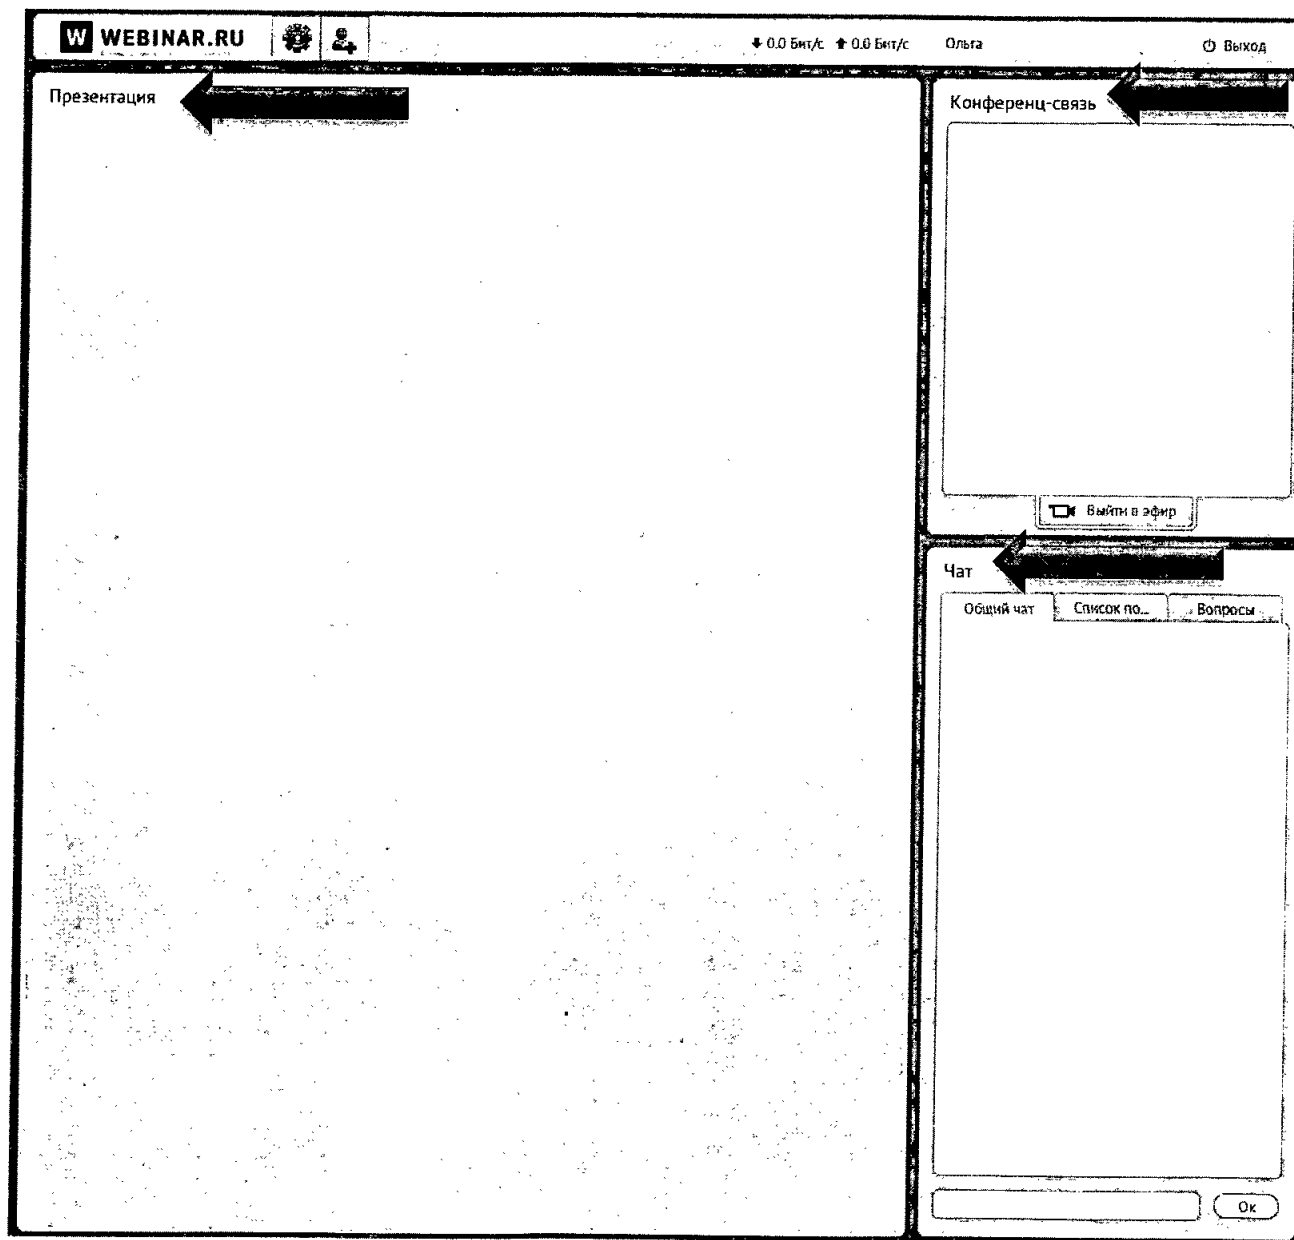 W WEBINAR.RU 0.0 Бит/с 0.0 Бит/с Ольга Выход
Презентация
Конференц-связь
Выйти в эфир
Чат
Общий чат Список по... Вопросы
Ок